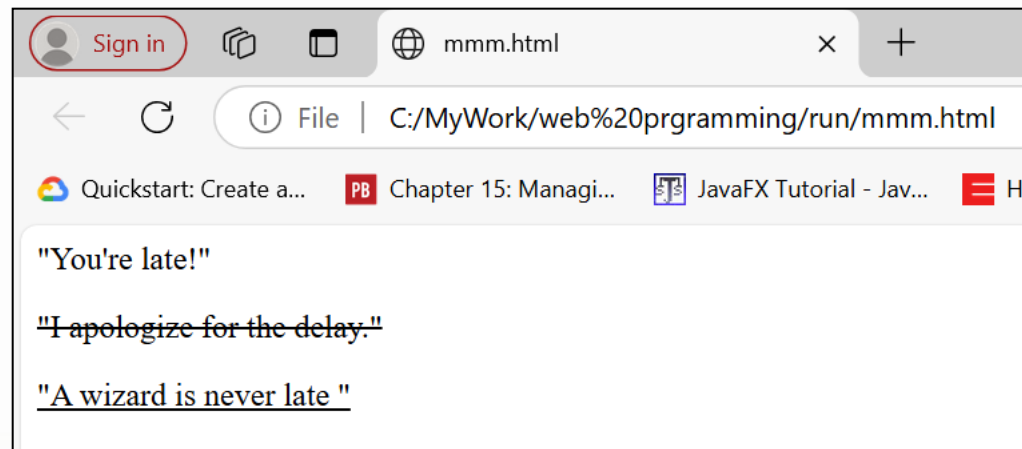 Sign in
mmm.html
File | C:/MyWork/web%20prgramming/run/mmm.html
Quickstart: Create a... PB Chapter 15: Managi... JavaFX Tutorial - Jav... H
"You're late!"
"I apologize for the delay."
"A wizard is never late "